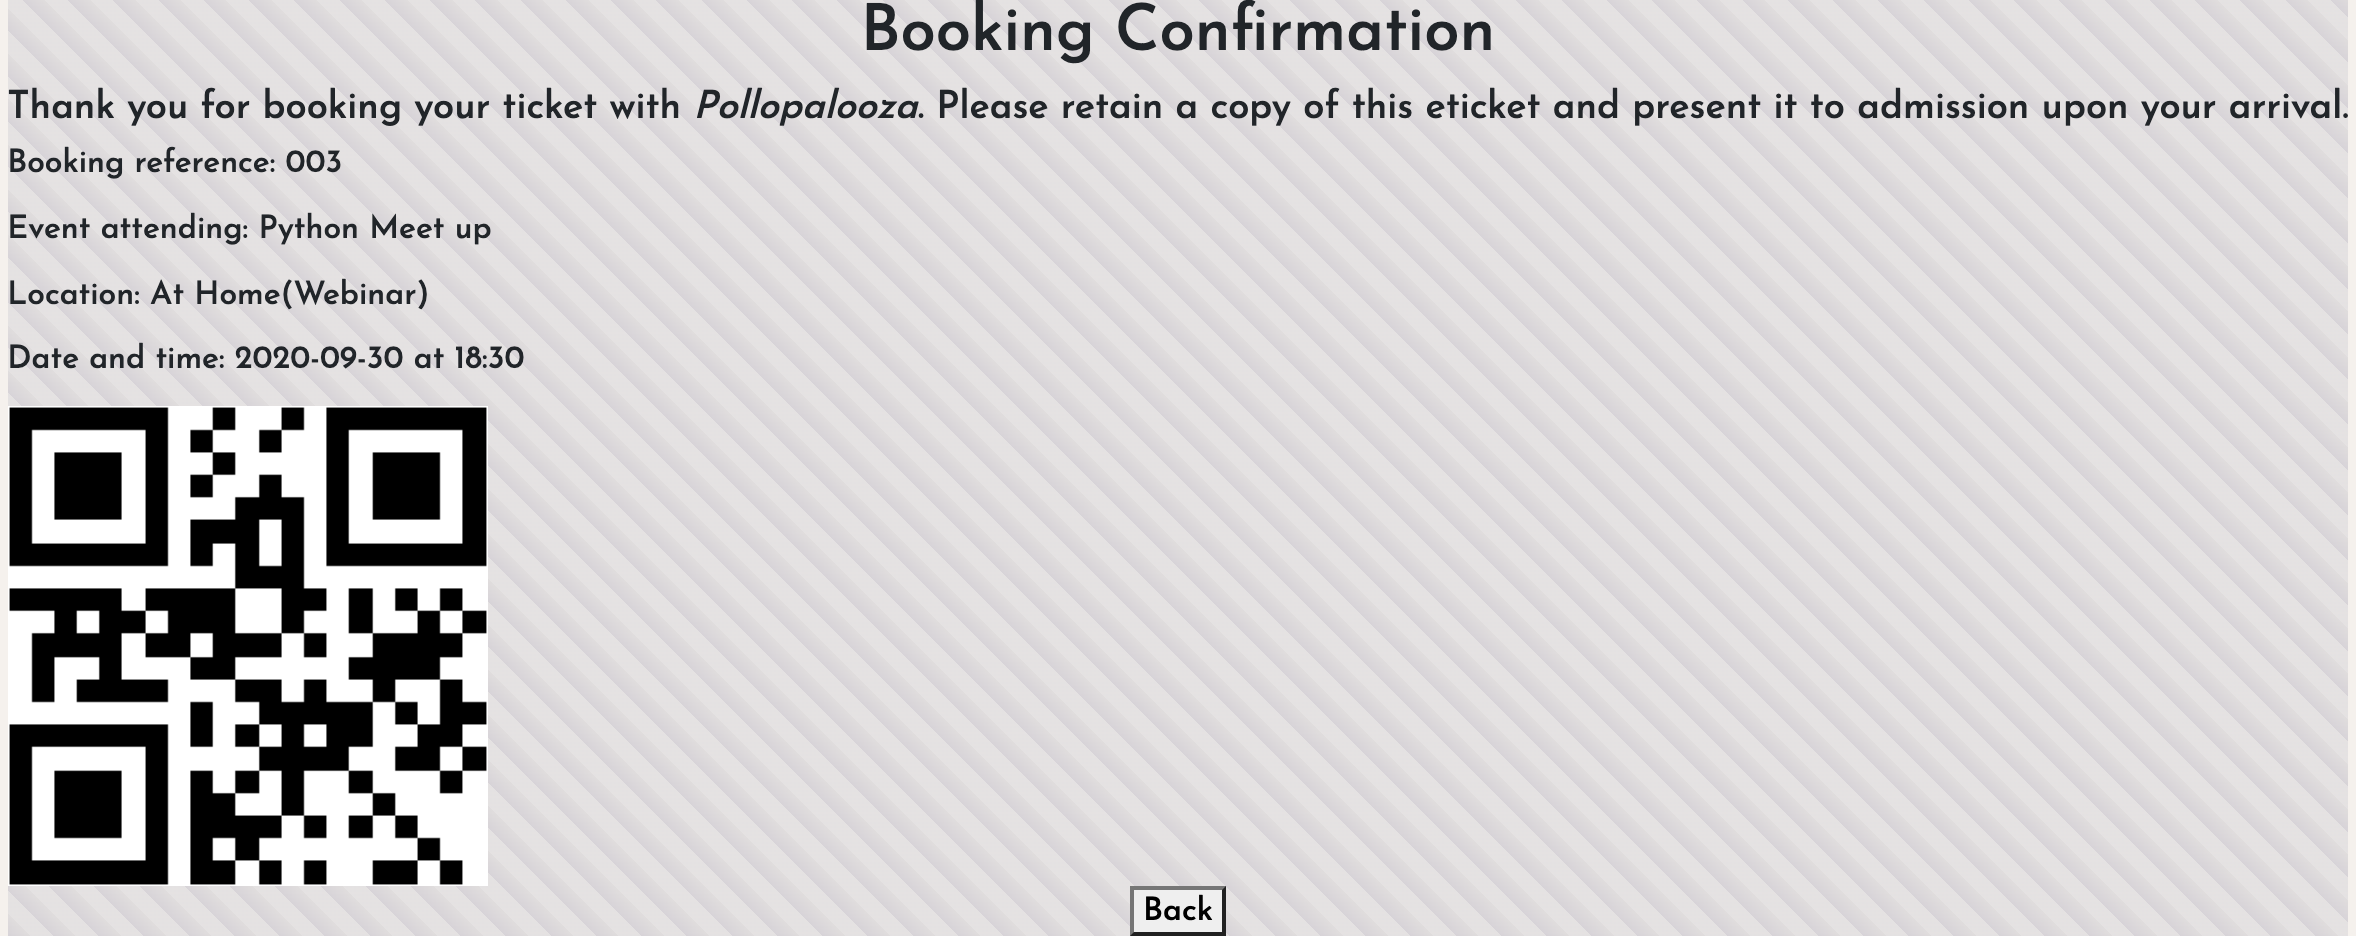 Booking Confirmation
Thank you for booking your ticket with Pollopalooza. Please retain a copy of this eticket and present it to admission upon your arrival.
Booking reference: 003
Event attending: Python Meet up
Location: At Home(Webinar)
Date and time: 2020-09-30 at 18:30
Back